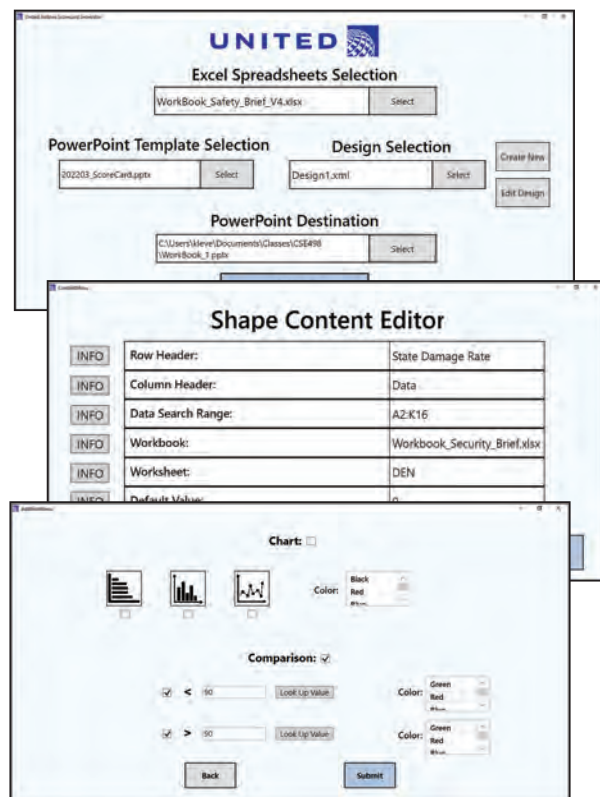 UNITED
Excel Spreadsheets Selection
WorkBook_Safety_Brief_V4.xlsx Select
PowerPoint Template Selection Design Selection
202203_ScoreCard.pptx Select Design1.xml Select Create New
Edit Design
PowerPoint Destination
C:\Users\kleve\Documents\Classes\CSE498
\WorkBook_1.pptx Select
Shape Content Editor
INFO Row Header: State Damage Rate
INFO Column Header: Data
INFO Data Search Range: A2:K16
INFO Workbook: Workbook_Security_Brief.xlsx
INFO Worksheet: DEN
INFO Default Value: 0
Chart:
Color: Black
Red
Blue
Comparison:
< 90 Look Up Value Color: Green
Red
Blue
> 90 Look Up Value Color: Green
Red
Blue
Back Submit